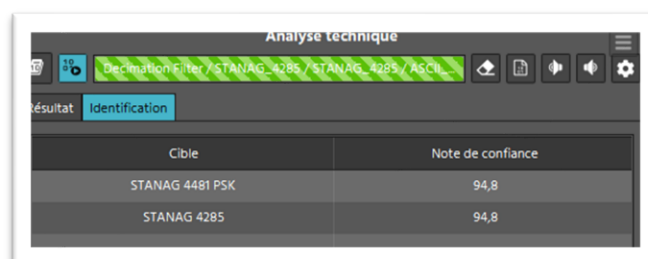 Analyse technique
Decimation Filter / STANAG_4285 / STANAG_4285 / ASCII_...
Résultat Identification
Cible Note de confiance
STANAG 4481 PSK 94,8
STANAG 4285 94,8